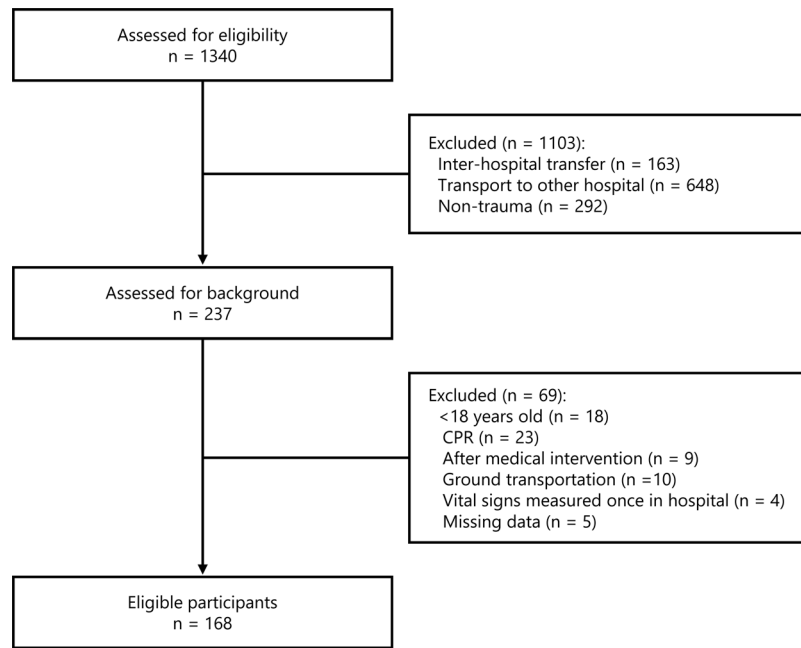 Assessed for eligibility
n = 1340
Excluded (n = 1103):
Inter-hospital transfer (n = 163)
Transport to other hospital (n = 648)
Non-trauma (n = 292)
Assessed for background
n = 237
Excluded (n = 69):
<18 years old (n = 18)
CPR (n = 23)
After medical intervention (n = 9)
Ground transportation (n =10)
Vital signs measured once in hospital (n = 4)
Missing data (n = 5)
Eligible participants
n = 168